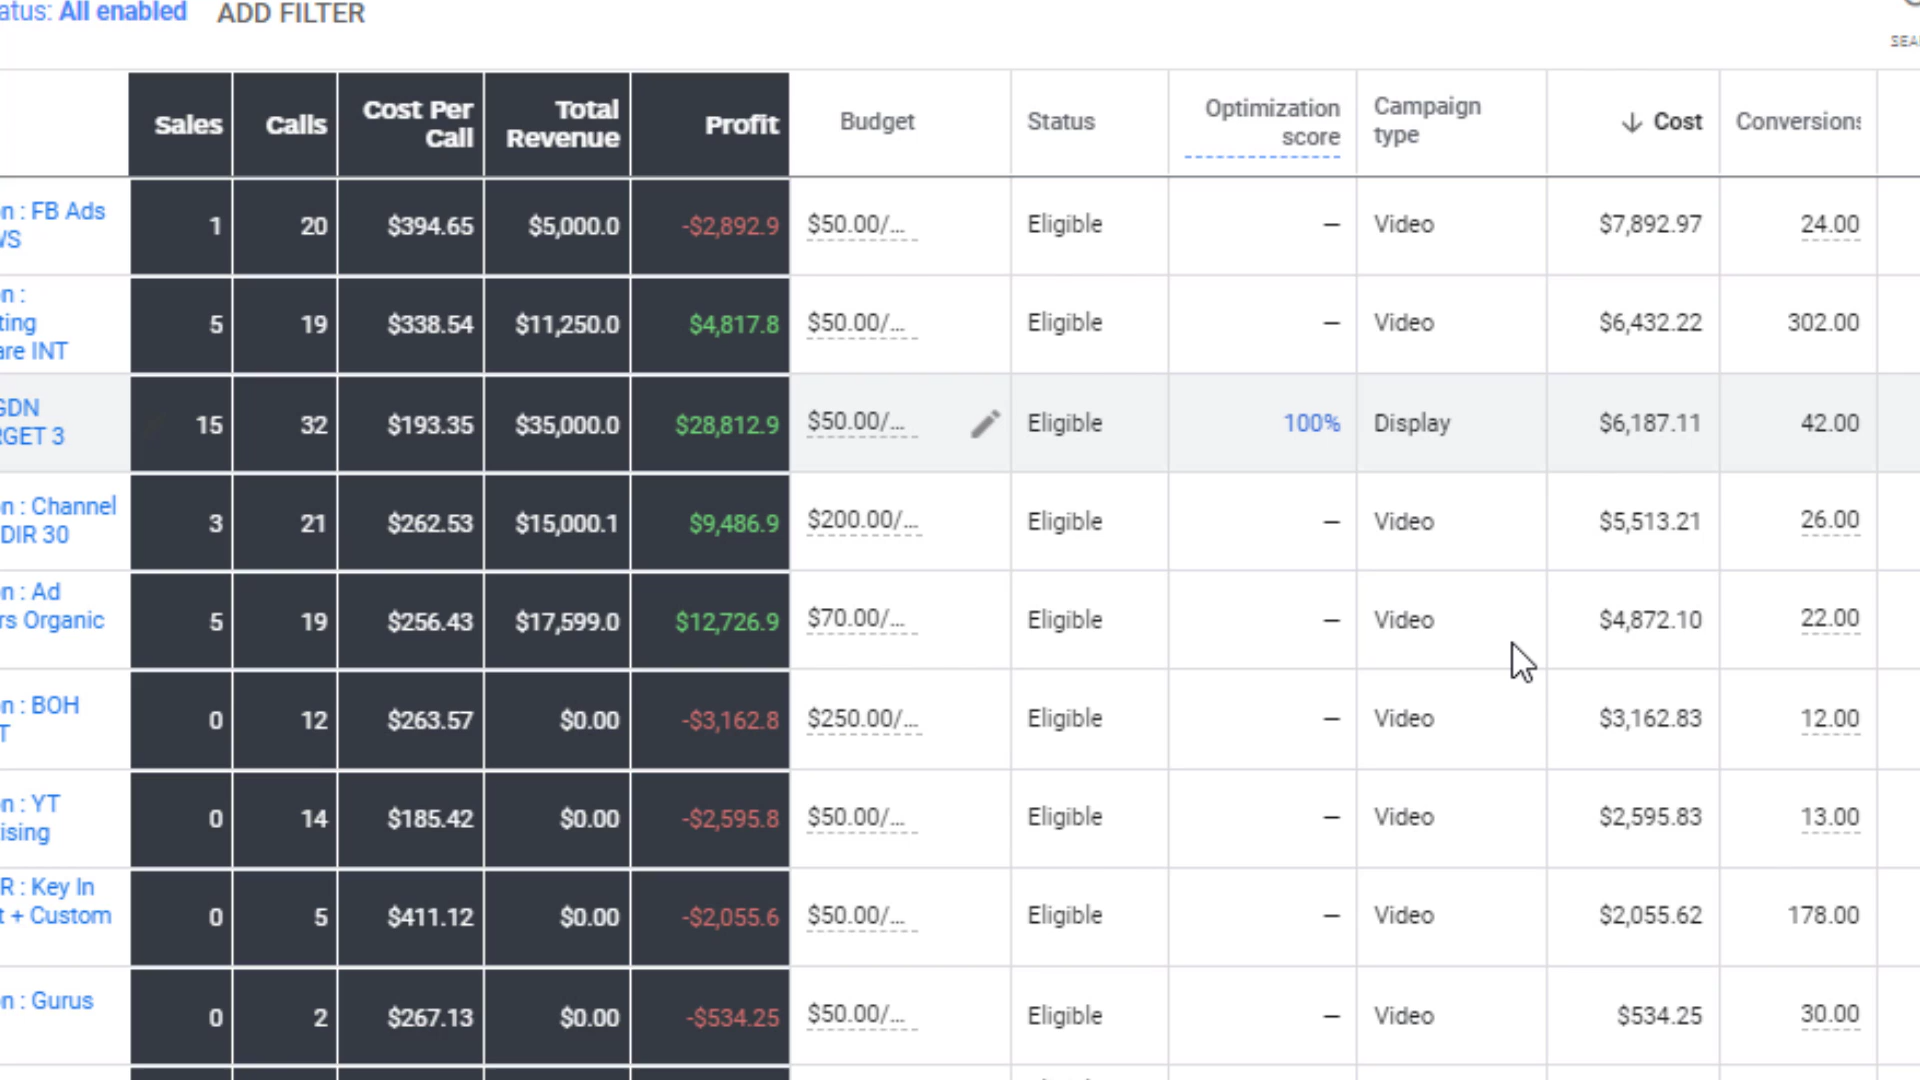 atus: All enabled ADD FILTER
SEA
Sales Calls Cost Per Call Total Revenue Profit Budget Status Optimization score Campaign type ↓ Cost Conversions
n : FB Ads
VS
1 20 $394.65 $5,000.0 -$2,892.9 $50.00/... Eligible — Video $7,892.97 24.00
n :
ting
are INT
5 19 $338.54 $11,250.0 $4,817.8 $50.00/... Eligible — Video $6,432.22 302.00
GDN
RGET 3
15 32 $193.35 $35,000.0 $28,812.9 $50.00/... Eligible 100% Display $6,187.11 42.00
n : Channel
DIR 30
3 21 $262.53 $15,000.1 $9,486.9 $200.00/... Eligible — Video $5,513.21 26.00
n : Ad
rs Organic
5 19 $256.43 $17,599.0 $12,726.9 $70.00/... Eligible — Video $4,872.10 22.00
n : BOH
T
0 12 $263.57 $0.00 -$3,162.8 $250.00/... Eligible — Video $3,162.83 12.00
n : YT
ising
0 14 $185.42 $0.00 -$2,595.8 $50.00/... Eligible — Video $2,595.83 13.00
R : Key In
t + Custom
0 5 $411.12 $0.00 -$2,055.6 $50.00/... Eligible — Video $2,055.62 178.00
n : Gurus
0 2 $267.13 $0.00 -$534.25 $50.00/... Eligible — Video $534.25 30.00